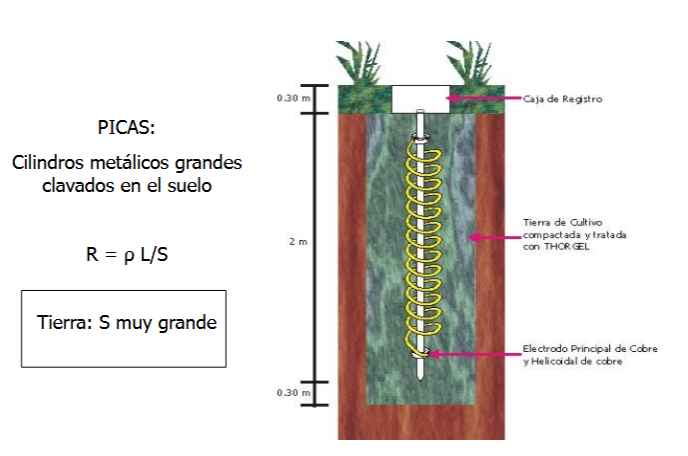 PICAS:
Cilindros metálicos grandes
clavados en el suelo
R = ρ L/S
Tierra: S muy grande
0.30 m
Caja de Registro
2 m
Tierra de Cultivo
compactada y tratada
con THORGEL
Electrodo Principal de Cobre
y Helicoidal de cobre
0.30 m